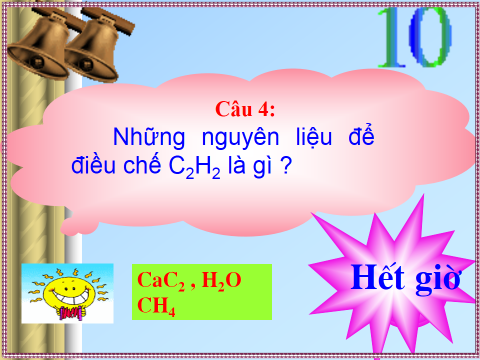 10
Câu 4:
Những nguyên liệu để
điều chế C₂H₂ là gì ?
CaC₂ , H₂O
CH₄
Hết giờ